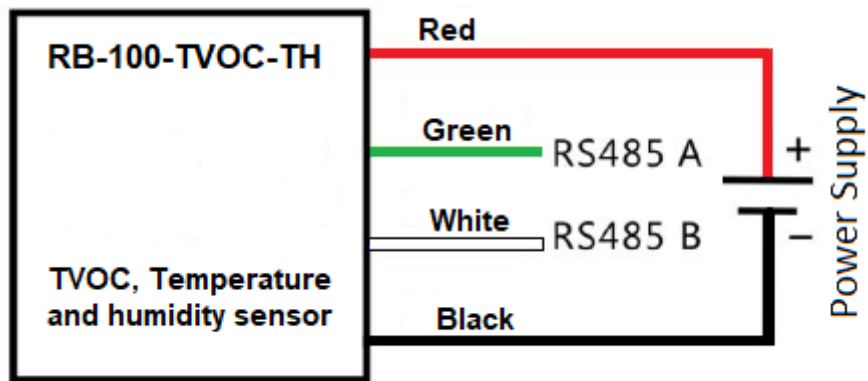 RB-100-TVOC-TH
Red
Green
RS485 A
White
RS485 B
TVOC, Temperature
and humidity sensor
Black
+
−
Power Supply